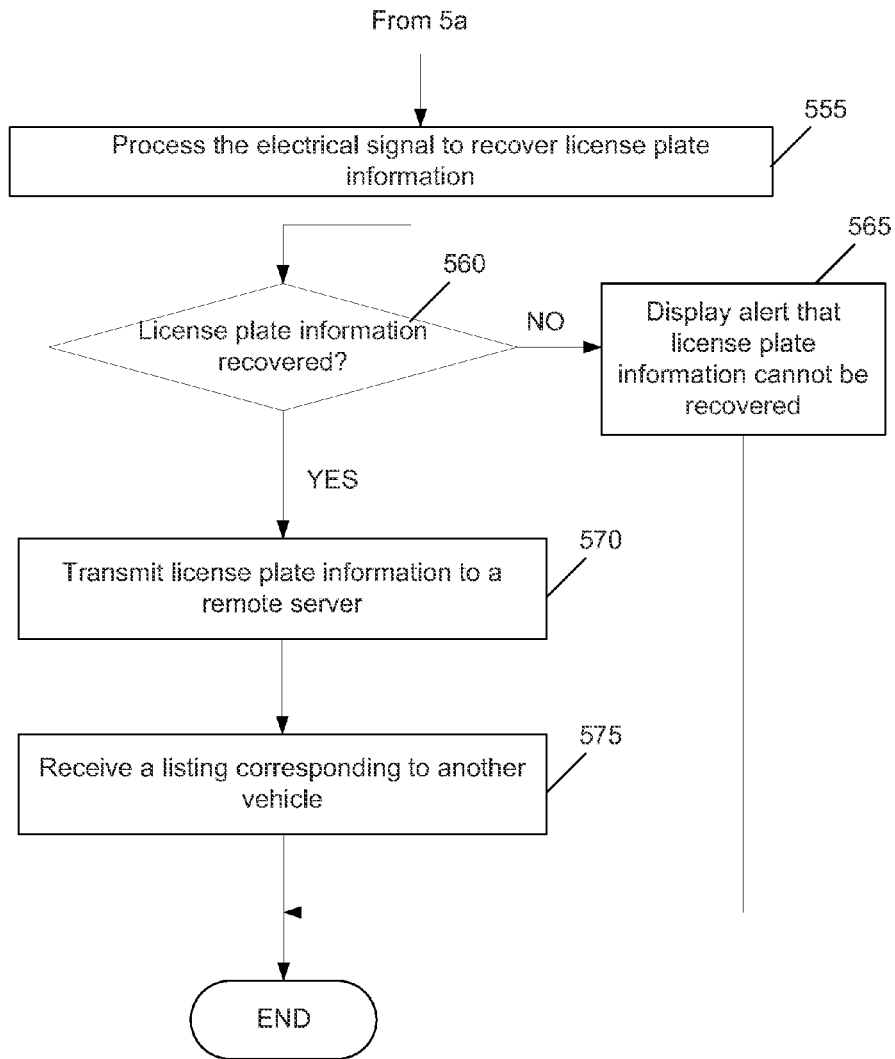 From 5a
555
Process the electrical signal to recover license plate
information
560
License plate information
recovered?
NO
565
Display alert that
license plate
information cannot be
recovered
YES
570
Transmit license plate information to a
remote server
575
Receive a listing corresponding to another
vehicle
END